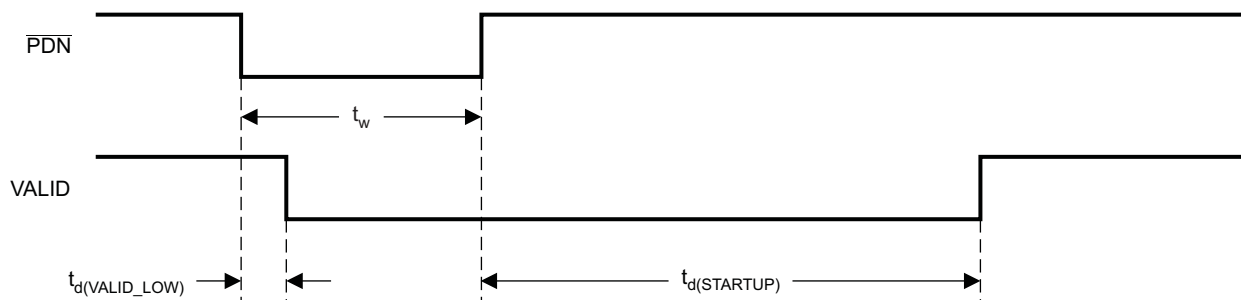 PDN
t_w
VALID
t_d(VALID_LOW)
t_d(STARTUP)